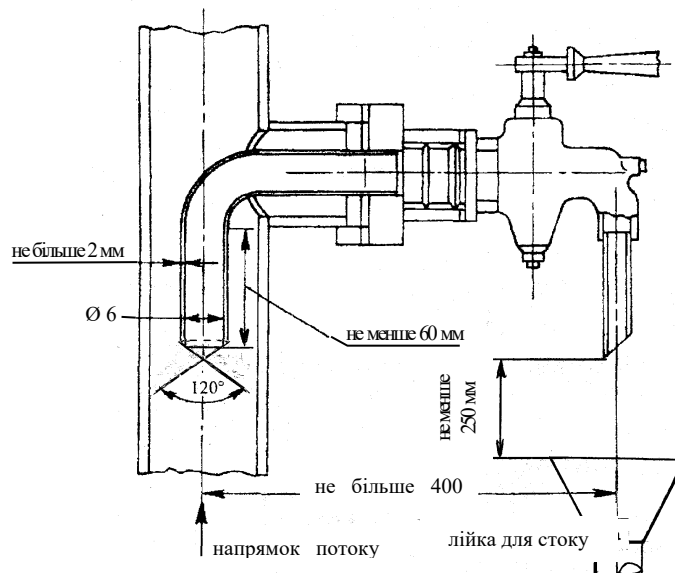 не більше 2 мм
Ø 6
120°
не менше 60 мм
не менше
250 мм
не більше 400
напрямок потоку
лійка для стоку